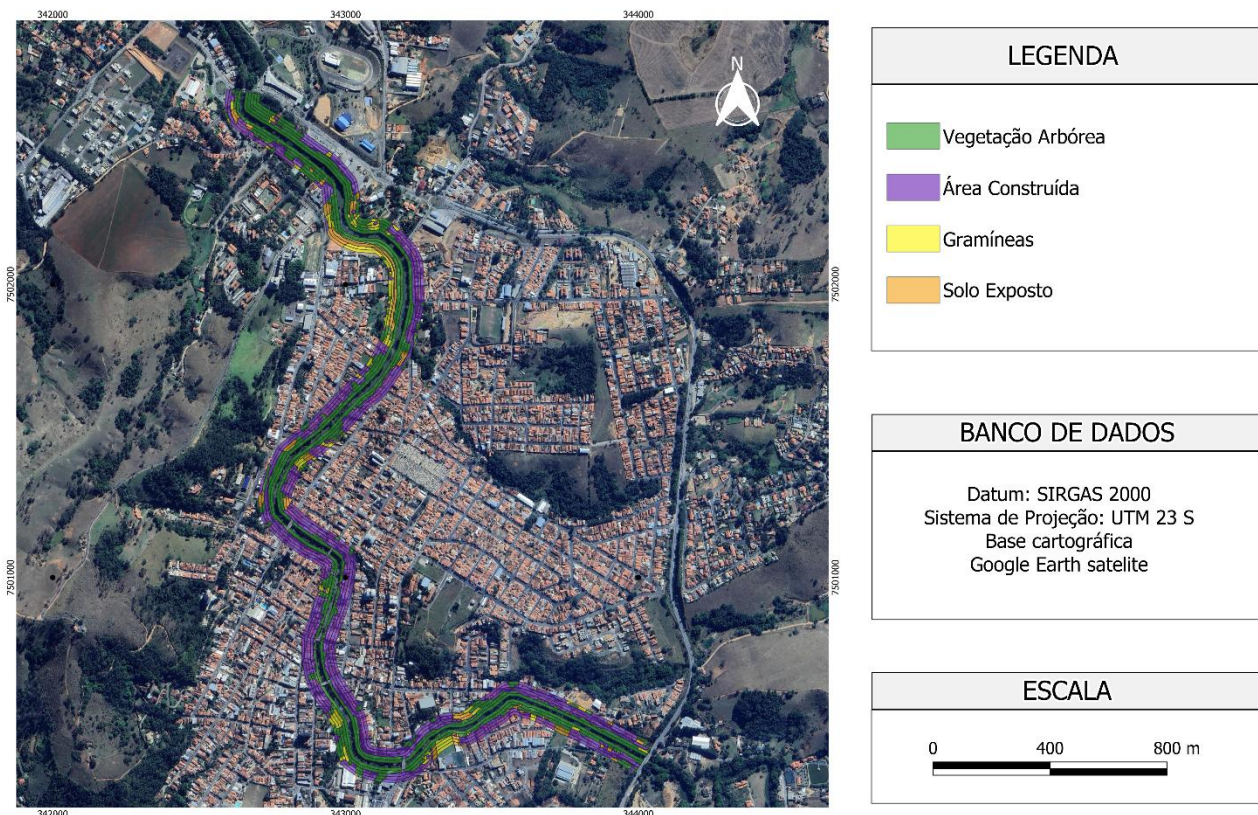 342000
343000
344000
N
7502000
7502000
7501000
7501000
342000
343000
344000
LEGENDA
Vegetação Arbórea
Área Construída
Gramíneas
Solo Exposto
BANCO DE DADOS
Datum: SIRGAS 2000
Sistema de Projeção: UTM 23 S
Base cartográfica
Google Earth satelite
ESCALA
0 400 800 m